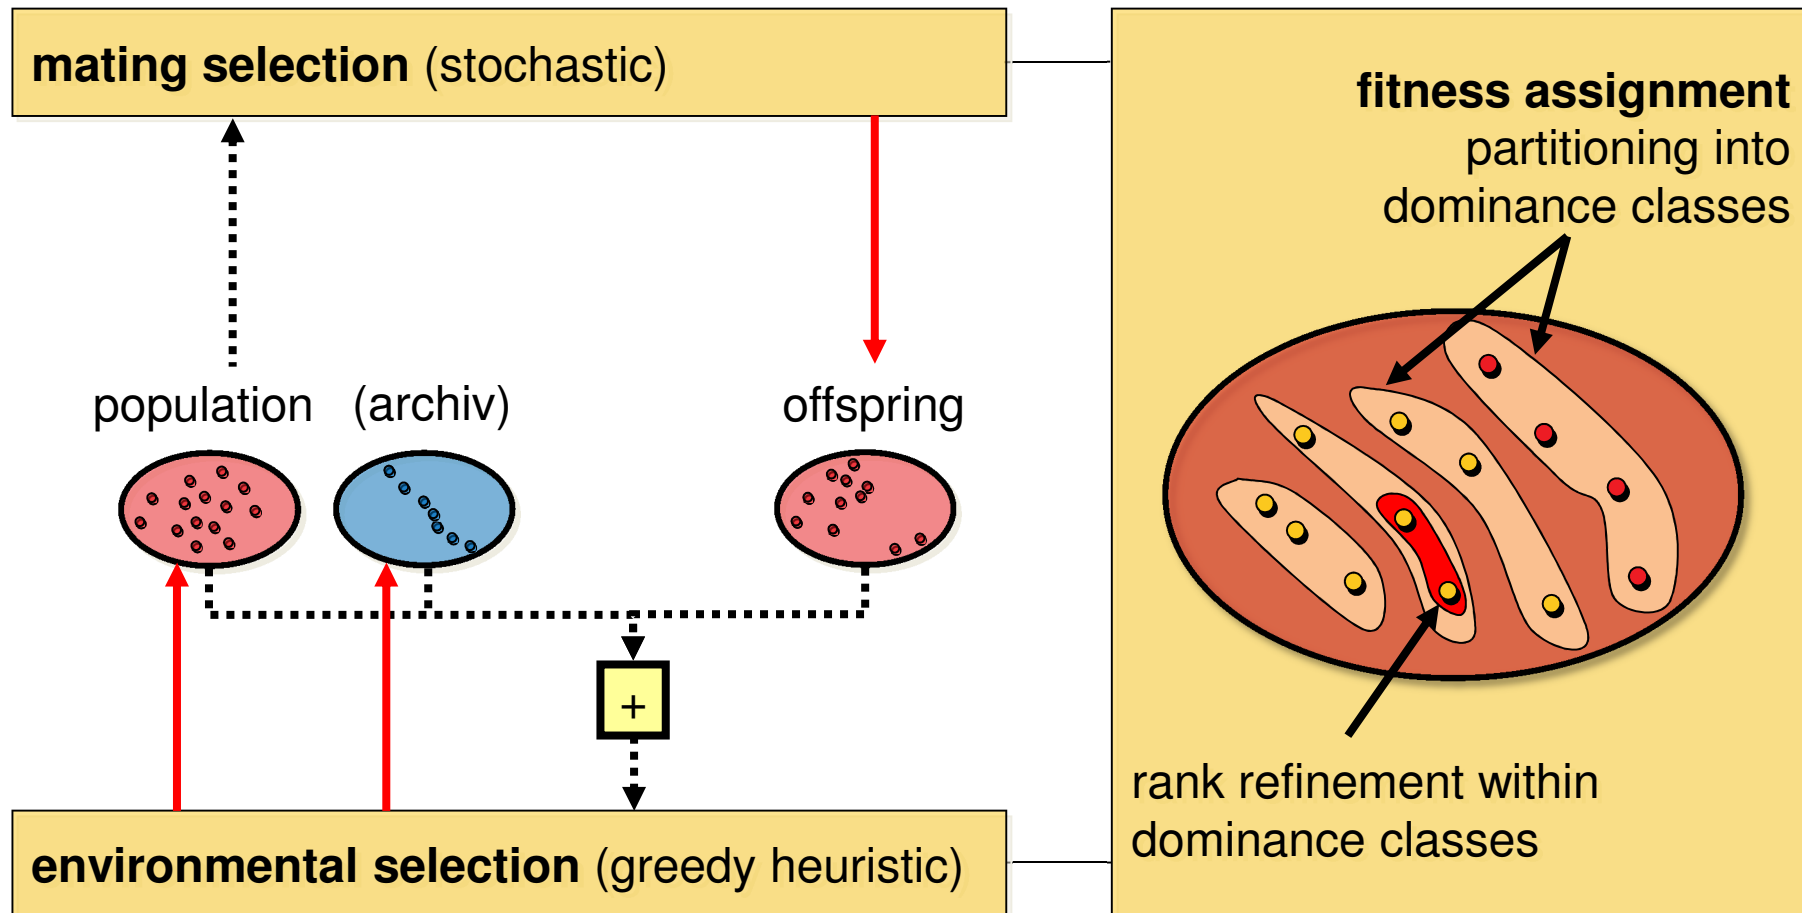 mating selection (stochastic)
fitness assignment
partitioning into
dominance classes
population
(archiv)
offspring
+
rank refinement within
dominance classes
environmental selection (greedy heuristic)